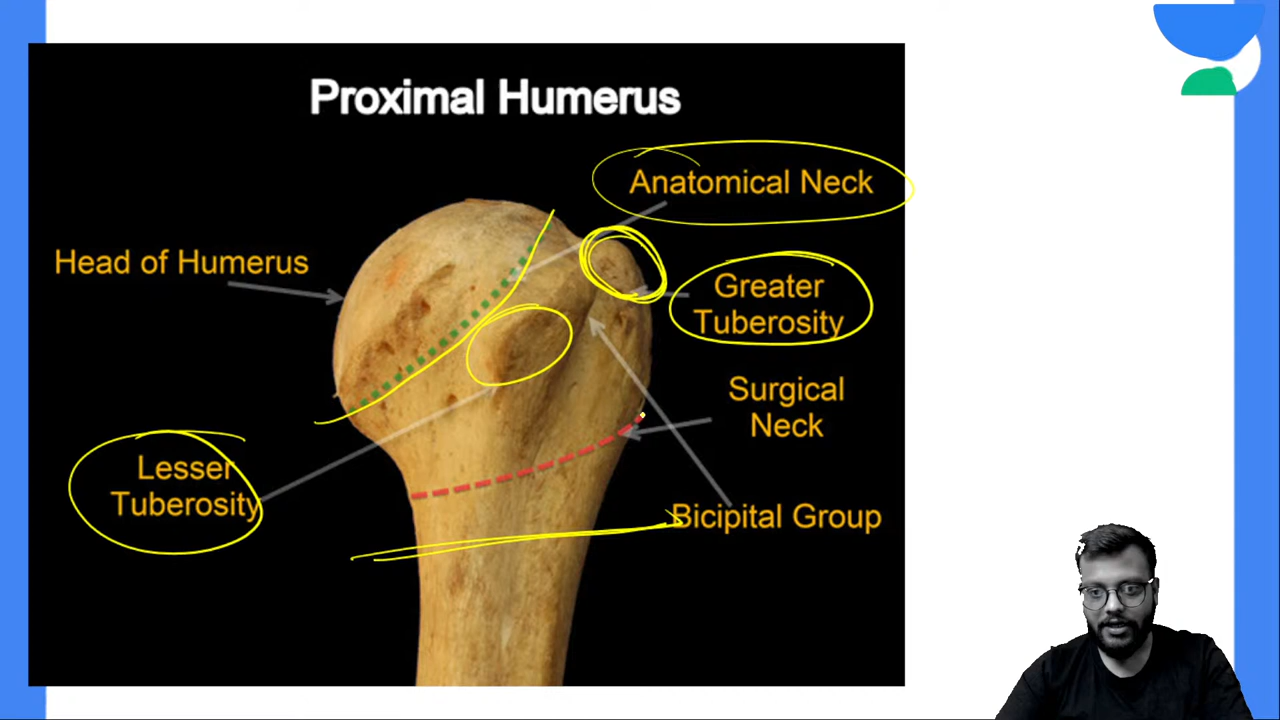 Proximal Humerus
Anatomical Neck
Head of Humerus
Greater
Tuberosity
Surgical
Neck
Lesser
Tuberosity
Bicipital Group